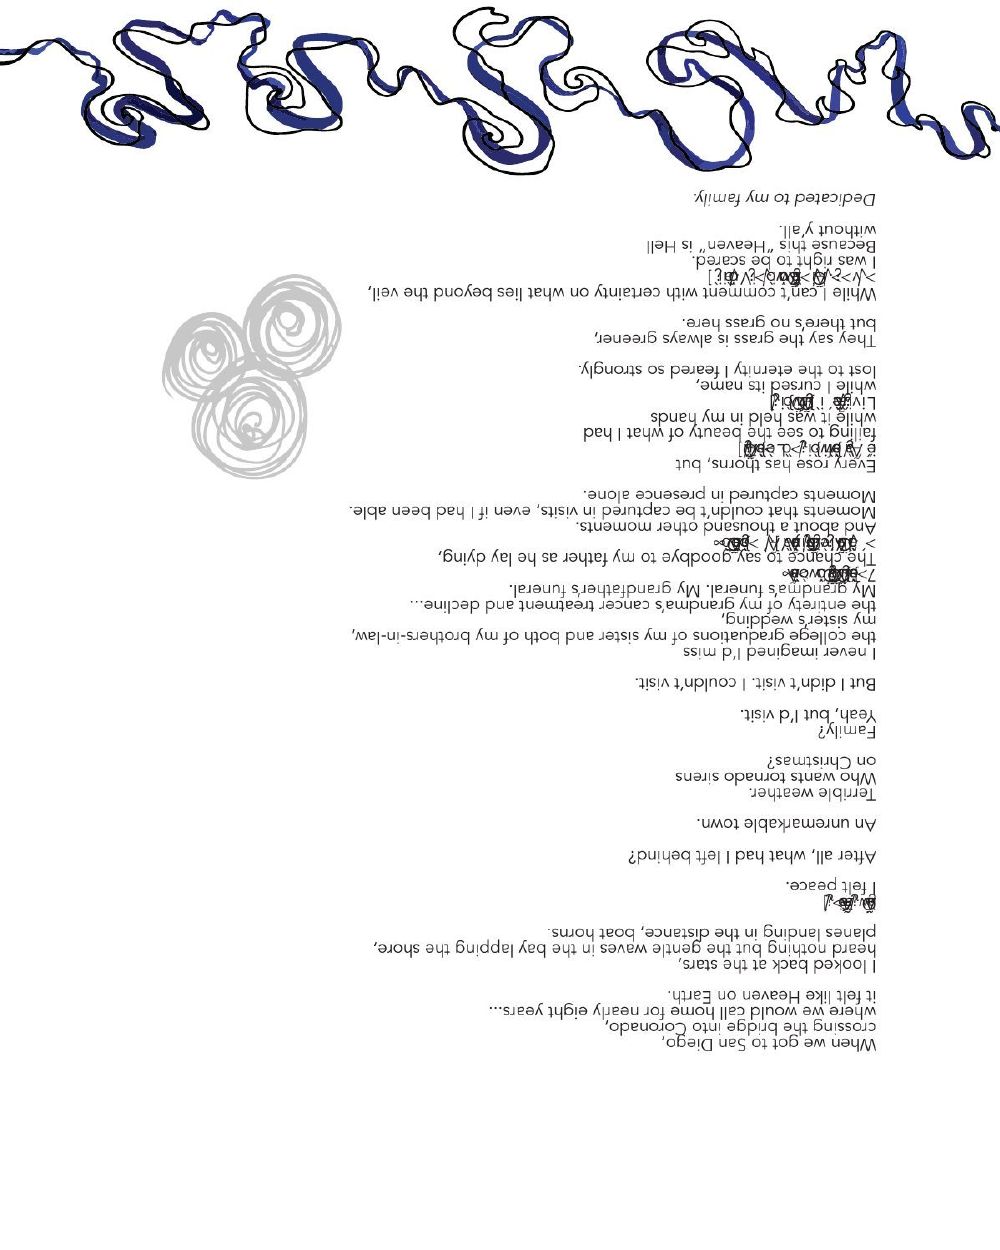 When we got to San Diego,
crossing the bridge into Coronado,
where we would call home for nearly eight years...
it felt like Heaven on Earth.
I looked back at the stars,
heard nothing but the gentle waves in the bay lapping the shore,
planes landing in the distance, boat horns.
I felt peace.
After all, what had I left behind?
An unremarkable town.
Terrible weather.
Who wants tornado sirens
on Christmas?
Family?
Yeah, but I'd visit.
But I didn't visit. I couldn't visit.
I never imagined I'd miss
the college graduations of my sister and both of my brothers-in-law,
my sister's wedding,
the entirety of my grandma's cancer treatment and decline...
My grandma's funeral. My grandfather's funeral.
The chance to say goodbye to my father as he lay dying,
And about a thousand other moments.
Moments that couldn't be captured in visits, even if I had been able.
Moments captured in presence alone.
Every rose has thorns, but
failing to see the beauty of what I had
while it was held in my hands
while I cursed its name,
lost to the eternity I feared so strongly.
They say the grass is always greener,
but there's no grass here.
While I can't comment with certainty on what lies beyond the veil,
I was right to be scared.
Because this "Heaven" is Hell
without y'all.
Dedicated to my family.